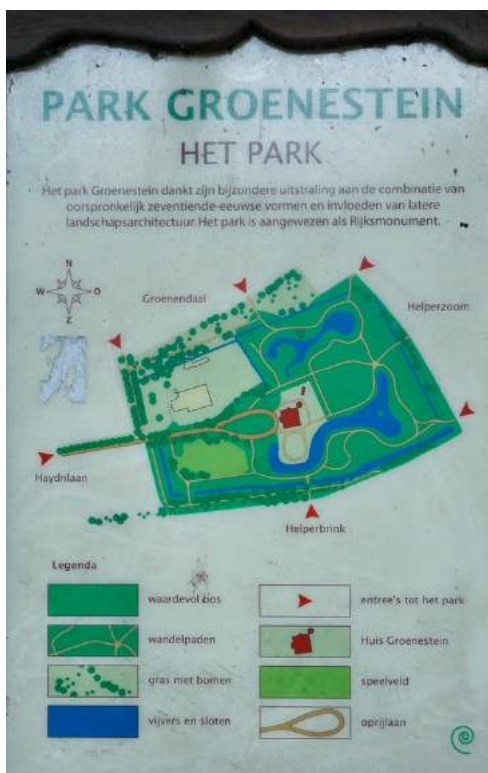 PARK GROENESTEIN
HET PARK
Het park Groenestein dankt zijn bijzondere uitstraling aan de combinatie van
oorspronkelijk zeventiende-eeuwse vormen en invloeden van latere
landschapsarchitectuur. Het park is aangewezen als Rijksmonument.
N
W O
Z
Groenendaal
Helperzoom
Haydnlaan
Helperbrink
Legenda
waardevol bos
entree's tot het park
wandelpaden
Huis Groenestein
gras met bomen
speelveld
vijvers en sloten
oprijlaan